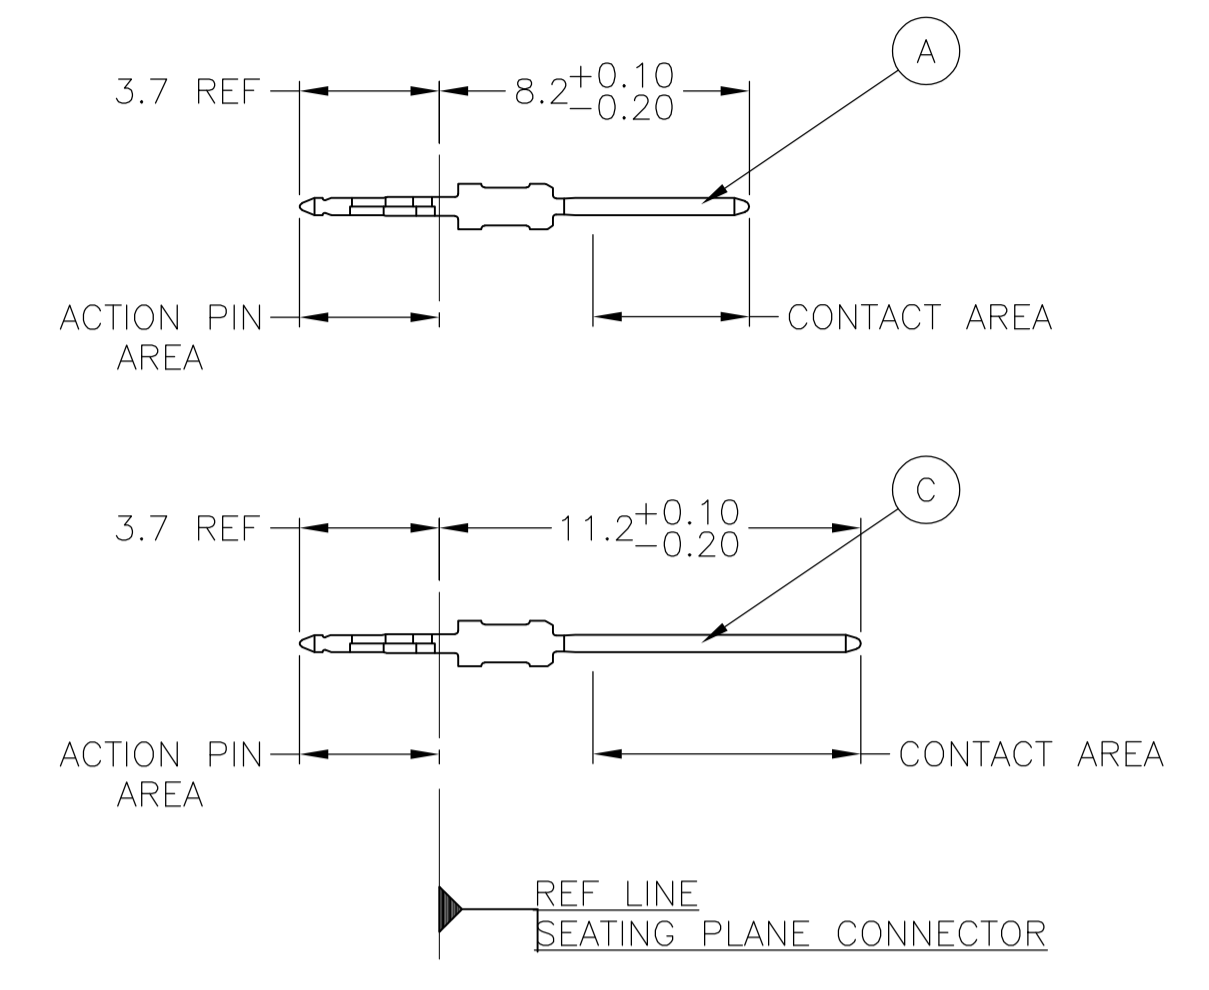 A
3.7 REF
8.2 +0.10
-0.20
ACTION PIN
AREA
CONTACT AREA
C
3.7 REF
11.2 +0.10
-0.20
ACTION PIN
AREA
CONTACT AREA
REF LINE
SEATING PLANE CONNECTOR